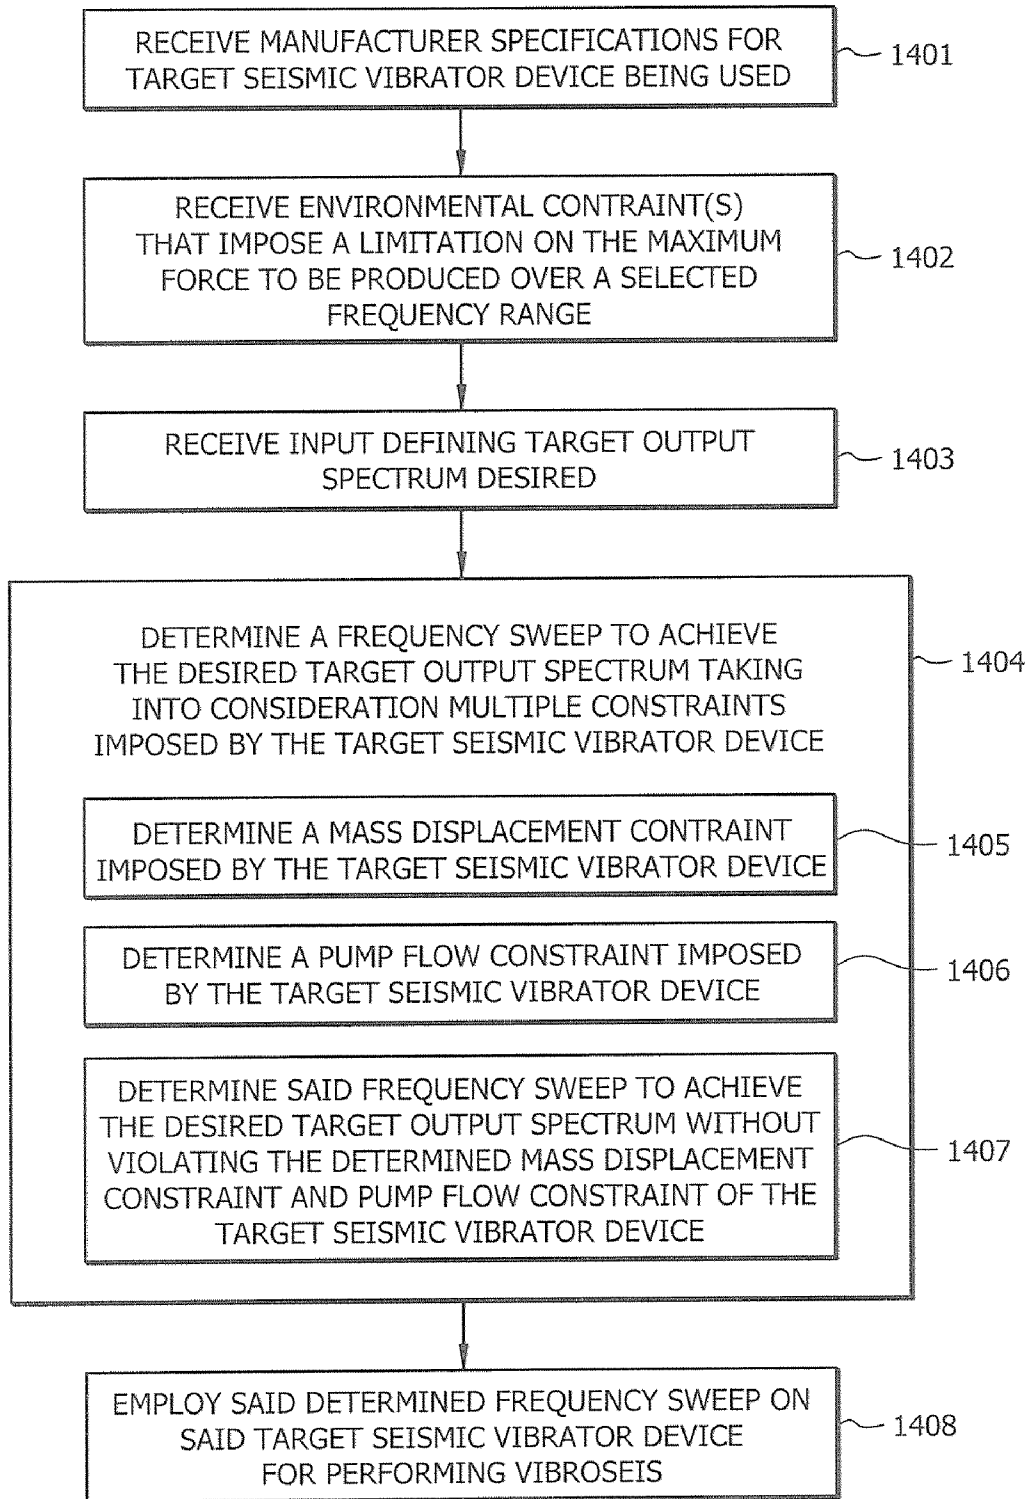 RECEIVE MANUFACTURER SPECIFICATIONS FOR
TARGET SEISMIC VIBRATOR DEVICE BEING USED
1401
RECEIVE ENVIRONMENTAL CONTRAINT(S)
THAT IMPOSE A LIMITATION ON THE MAXIMUM
FORCE TO BE PRODUCED OVER A SELECTED
FREQUENCY RANGE
1402
RECEIVE INPUT DEFINING TARGET OUTPUT
SPECTRUM DESIRED
1403
DETERMINE A FREQUENCY SWEEP TO ACHIEVE
THE DESIRED TARGET OUTPUT SPECTRUM TAKING
INTO CONSIDERATION MULTIPLE CONSTRAINTS
IMPOSED BY THE TARGET SEISMIC VIBRATOR DEVICE
1404
DETERMINE A MASS DISPLACEMENT CONTRAINT
IMPOSED BY THE TARGET SEISMIC VIBRATOR DEVICE
1405
DETERMINE A PUMP FLOW CONSTRAINT IMPOSED
BY THE TARGET SEISMIC VIBRATOR DEVICE
1406
DETERMINE SAID FREQUENCY SWEEP TO ACHIEVE
THE DESIRED TARGET OUTPUT SPECTRUM WITHOUT
VIOLATING THE DETERMINED MASS DISPLACEMENT
CONSTRAINT AND PUMP FLOW CONSTRAINT OF THE
TARGET SEISMIC VIBRATOR DEVICE
1407
EMPLOY SAID DETERMINED FREQUENCY SWEEP ON
SAID TARGET SEISMIC VIBRATOR DEVICE
FOR PERFORMING VIBROSEIS
1408